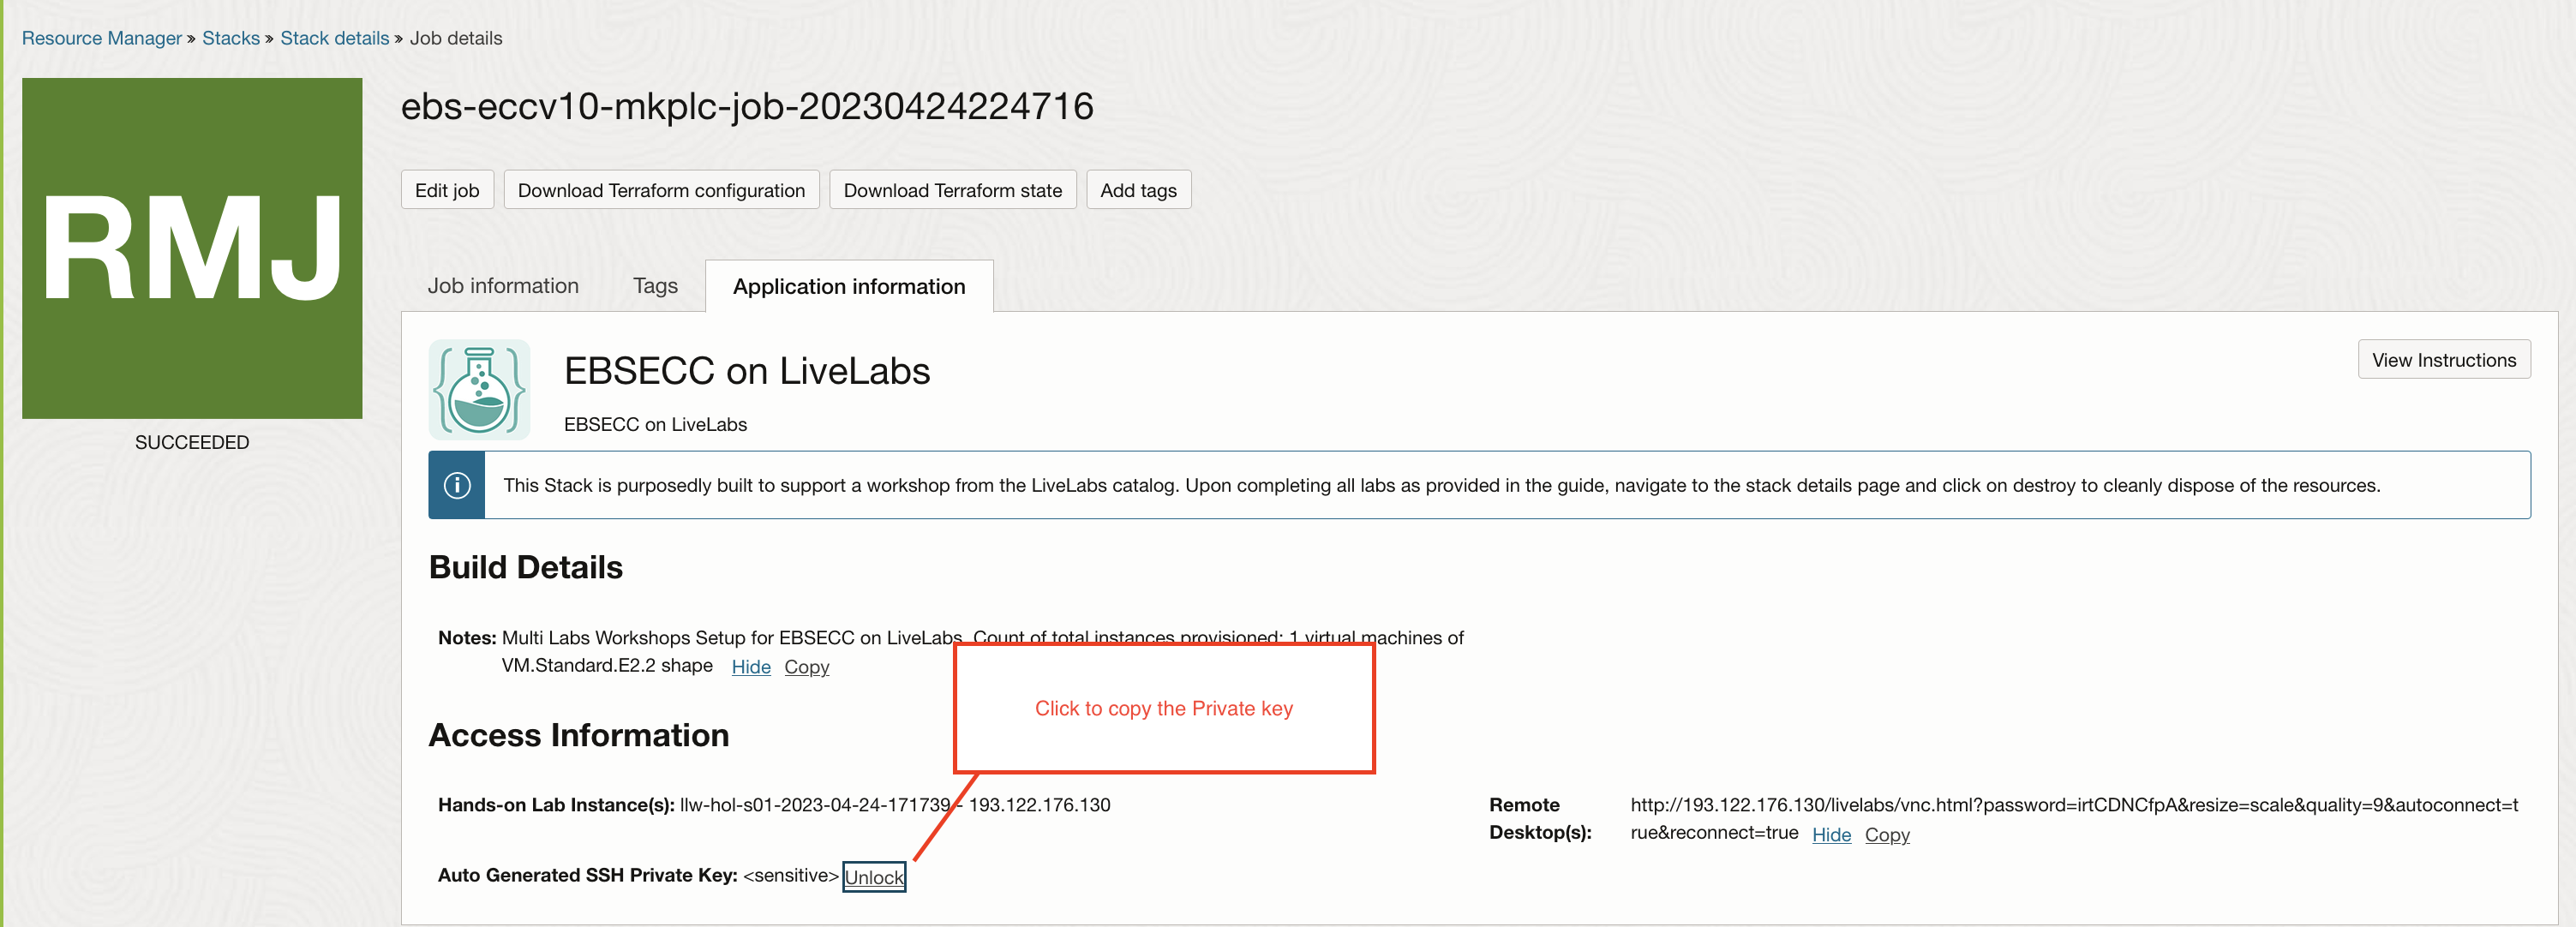 Resource Manager » Stacks » Stack details » Job details
RMJ
SUCCEEDED
ebs-eccv10-mkplc-job-20230424224716
Edit job Download Terraform configuration Download Terraform state Add tags
Job information Tags Application information
EBSECC on LiveLabs
View Instructions
EBSECC on LiveLabs
This Stack is purposedly built to support a workshop from the LiveLabs catalog. Upon completing all labs as provided in the guide, navigate to the stack details page and click on destroy to cleanly dispose of the resources.
Build Details
Notes: Multi Labs Workshops Setup for EBSECC on LiveLabs. Count of total instances provisioned: 1 virtual machines of
VM.Standard.E2.2 shape Hide Copy
Click to copy the Private key
Access Information
Hands-on Lab Instance(s): llw-hol-s01-2023-04-24-171739 - 193.122.176.130
Remote Desktop(s): http://193.122.176.130/livelabs/vnc.html?password=irtCDNCfpA&resize=scale&quality=9&autoconnect=t
rue&reconnect=true Hide Copy
Auto Generated SSH Private Key: <sensitive> Unlock